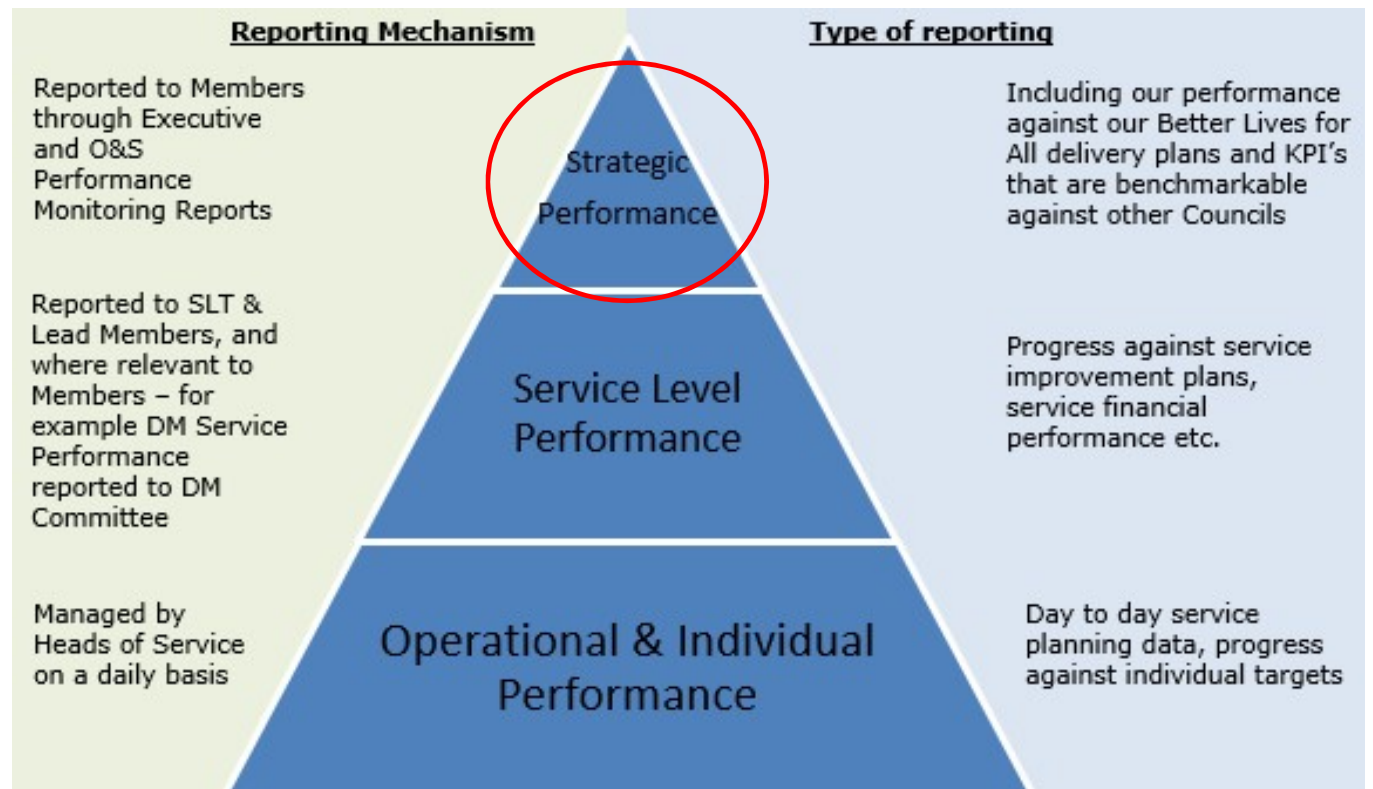 Reporting Mechanism
Type of reporting
Reported to Members
through Executive
and O&S
Performance
Monitoring Reports
Strategic
Performance
Including our performance
against our Better Lives for
All delivery plans and KPI's
that are benchmarkable
against other Councils
Reported to SLT &
Lead Members, and
where relevant to
Members – for
example DM Service
Performance
reported to DM
Committee
Service Level
Performance
Progress against service
improvement plans,
service financial
performance etc.
Managed by
Heads of Service
on a daily basis
Operational & Individual
Performance
Day to day service
planning data, progress
against individual targets